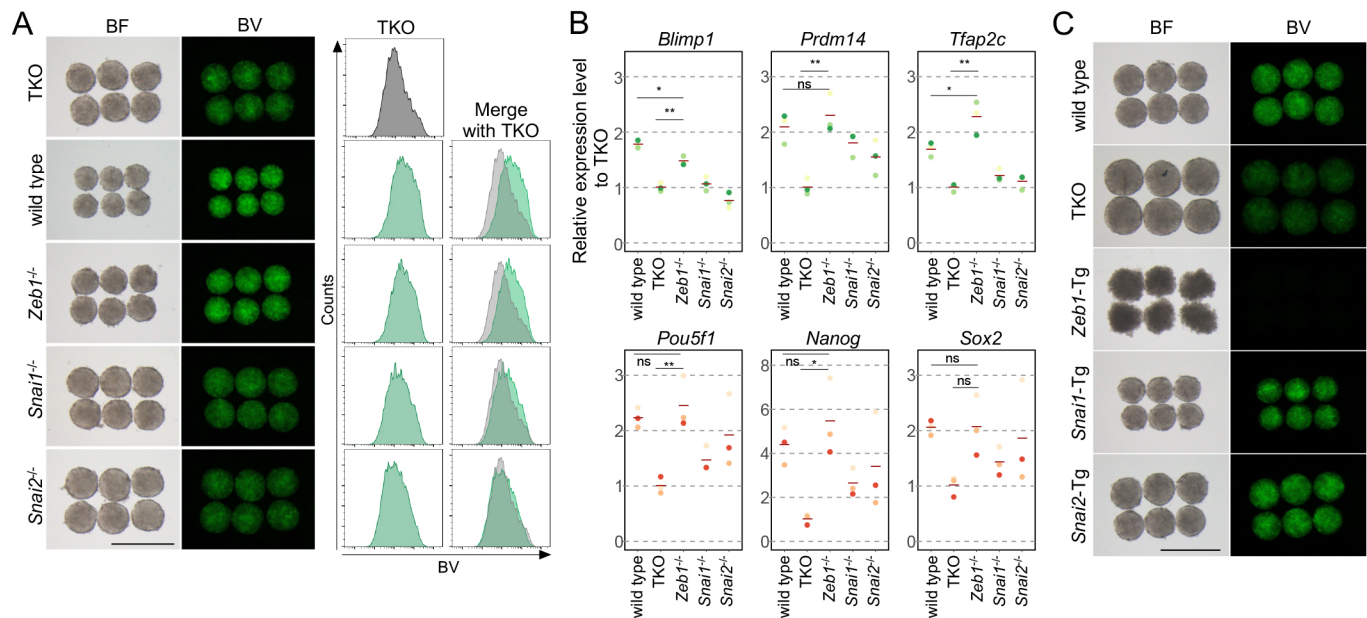 A
BF
BV
TKO
wild type
Zeb1-/-
Snai1-/-
Snai2-/-
TKO
Merge
with TKO
Counts
BV
B
Relative expression level
to TKO
Blimp1
3
2
1
0
*
**
wild type
TKO
Zeb1-/-
Snai1-/-
Snai2-/-
Prdm14
3
2
1
0
**
ns
wild type
TKO
Zeb1-/-
Snai1-/-
Snai2-/-
Tfap2c
3
2
1
0
**
*
wild type
TKO
Zeb1-/-
Snai1-/-
Snai2-/-
Pou5f1
3
2
1
0
ns
**
wild type
TKO
Zeb1-/-
Snai1-/-
Snai2-/-
Nanog
8
6
4
2
0
ns
*
wild type
TKO
Zeb1-/-
Snai1-/-
Snai2-/-
Sox2
3
2
1
0
ns
ns
wild type
TKO
Zeb1-/-
Snai1-/-
Snai2-/-
C
BF
BV
wild type
TKO
Zeb1-Tg
Snai1-Tg
Snai2-Tg